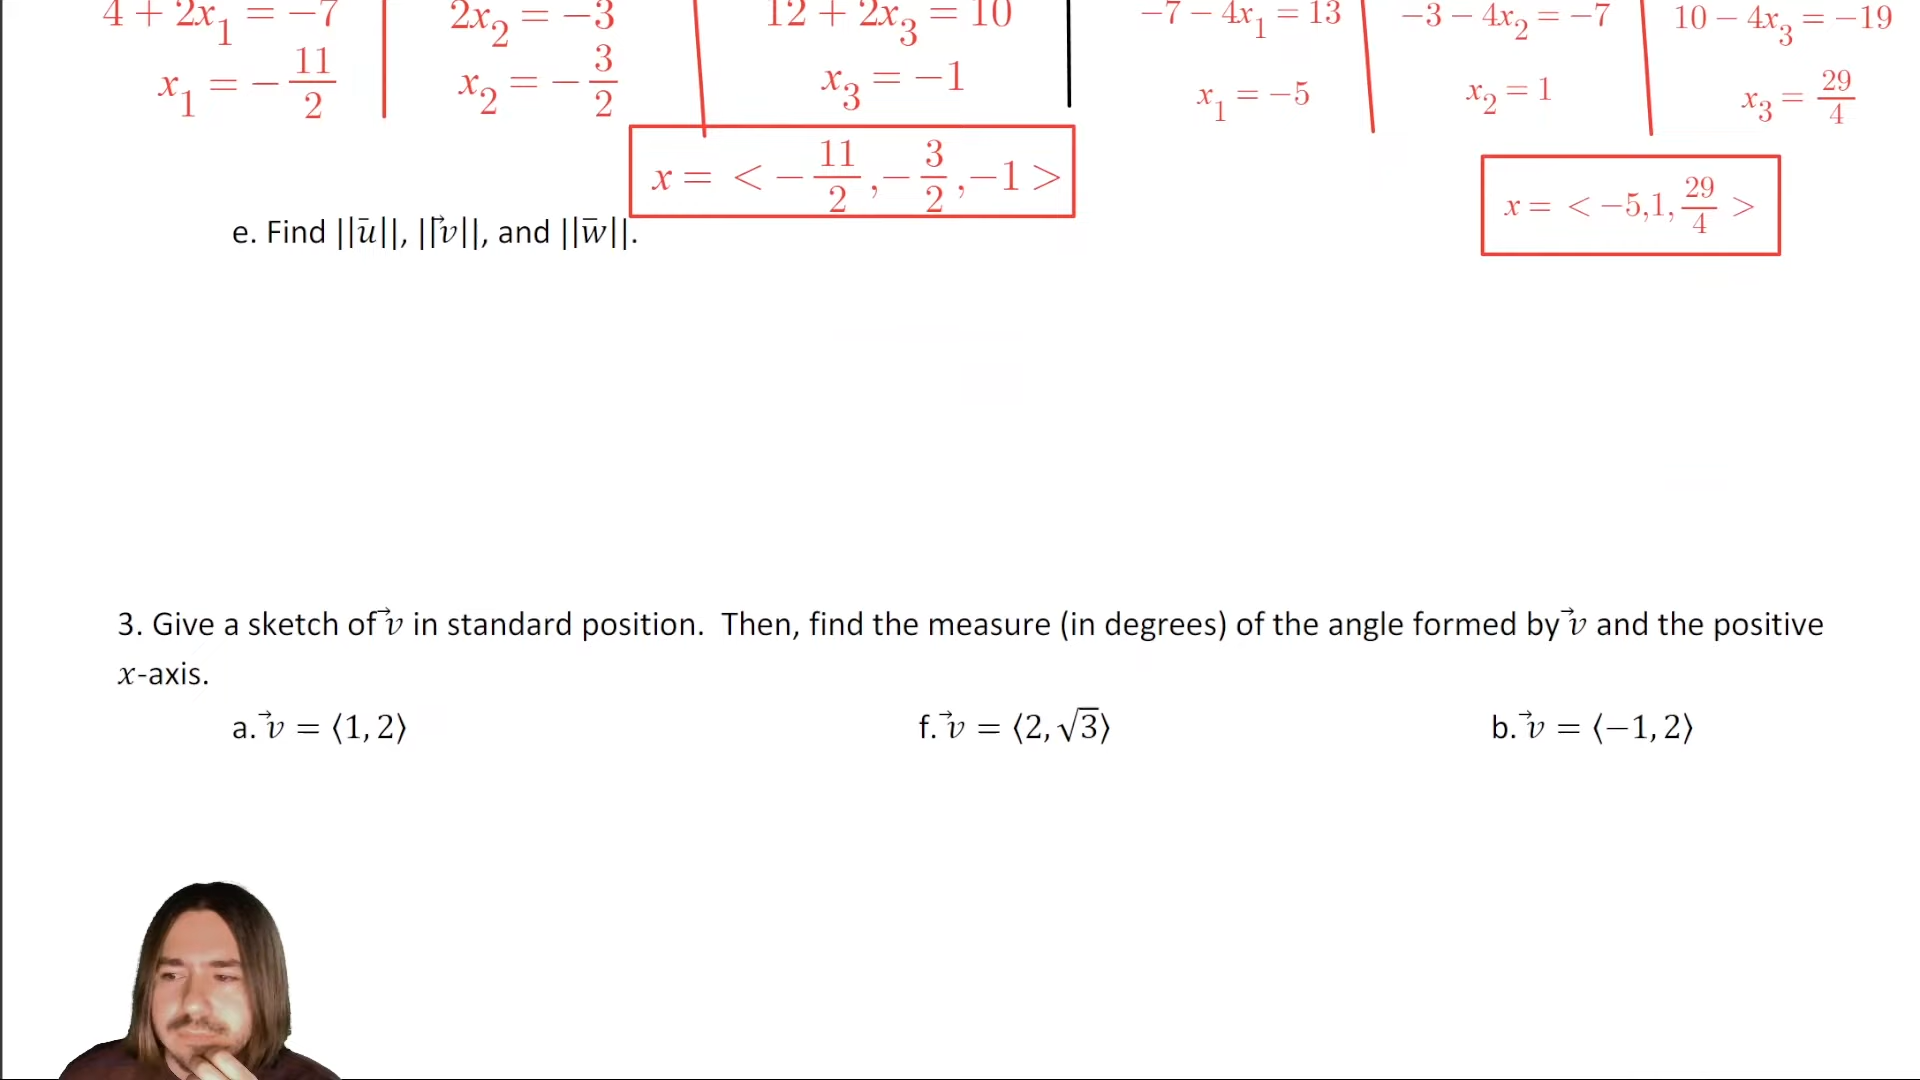 4 + 2x₁ = −7 | 2x₂ = −3 | 12 + 2x₃ = 10 | −7 − 4x₁ = 13 | −3 − 4x₂ = −7 | 10 − 4x₃ = −19
x₁ = −11/2 | x₂ = −3/2 | x₃ = −1 | x₁ = −5 | x₂ = 1 | x₃ = 29/4
x = < −11/2, −3/2, −1 >
x = < −5,1, 29/4 >
e. Find ||ū||, ||v⃗||, and ||w̄||.
3. Give a sketch of v⃗ in standard position. Then, find the measure (in degrees) of the angle formed by v⃗ and the positive
x-axis.
a. v⃗ = ⟨1, 2⟩ f. v⃗ = ⟨2, √3⟩ b. v⃗ = ⟨−1, 2⟩